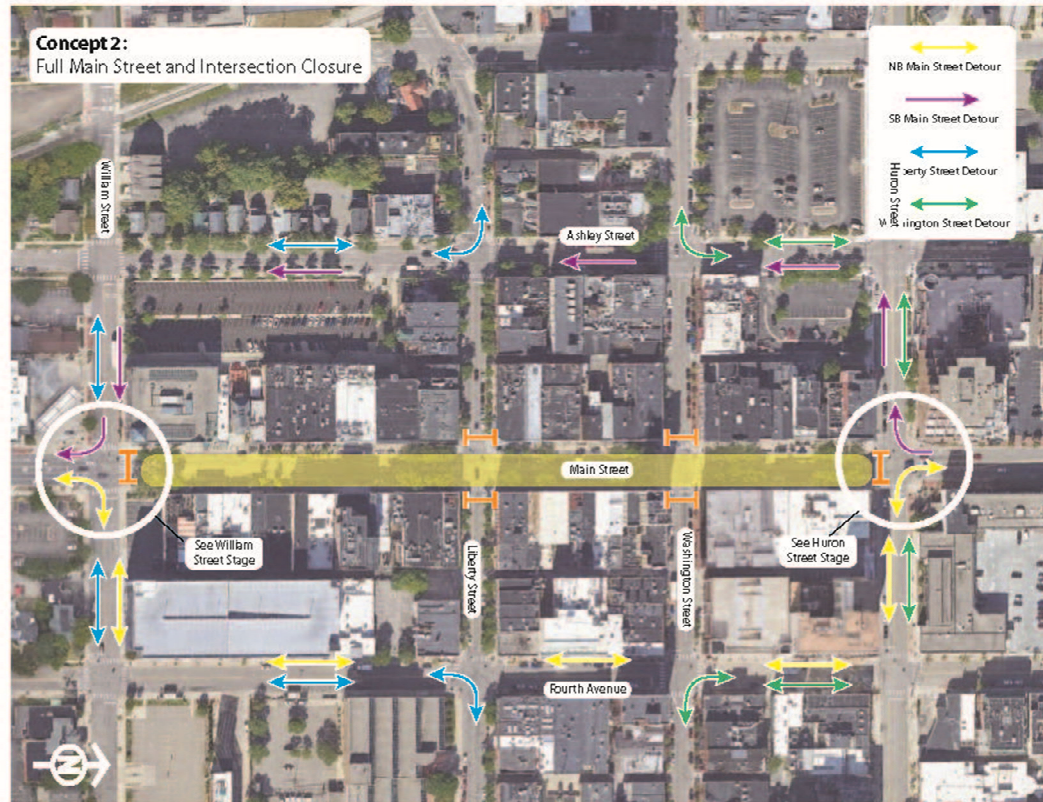 Concept 2:
Full Main Street and Intersection Closure
NB Main Street Detour
SB Main Street Detour
berty Street Detour
ington Street Detour
Huron Street
William Street
Ashley Street
Main Street
See William
Street Stage
See Huron
Street Stage
Liberty Street
Washington Street
Fourth Avenue
N